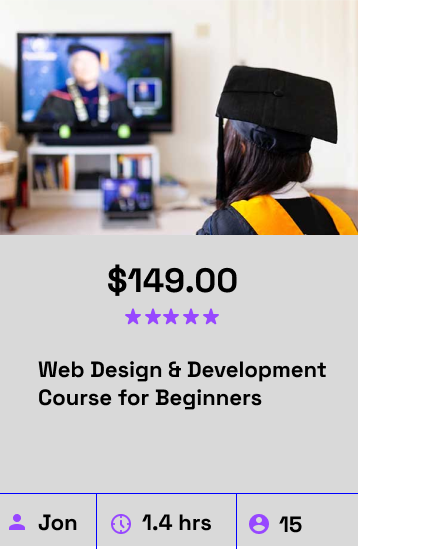 $149.00
Web Design & Development
Course for Beginners
Jon
1.4 hrs
15